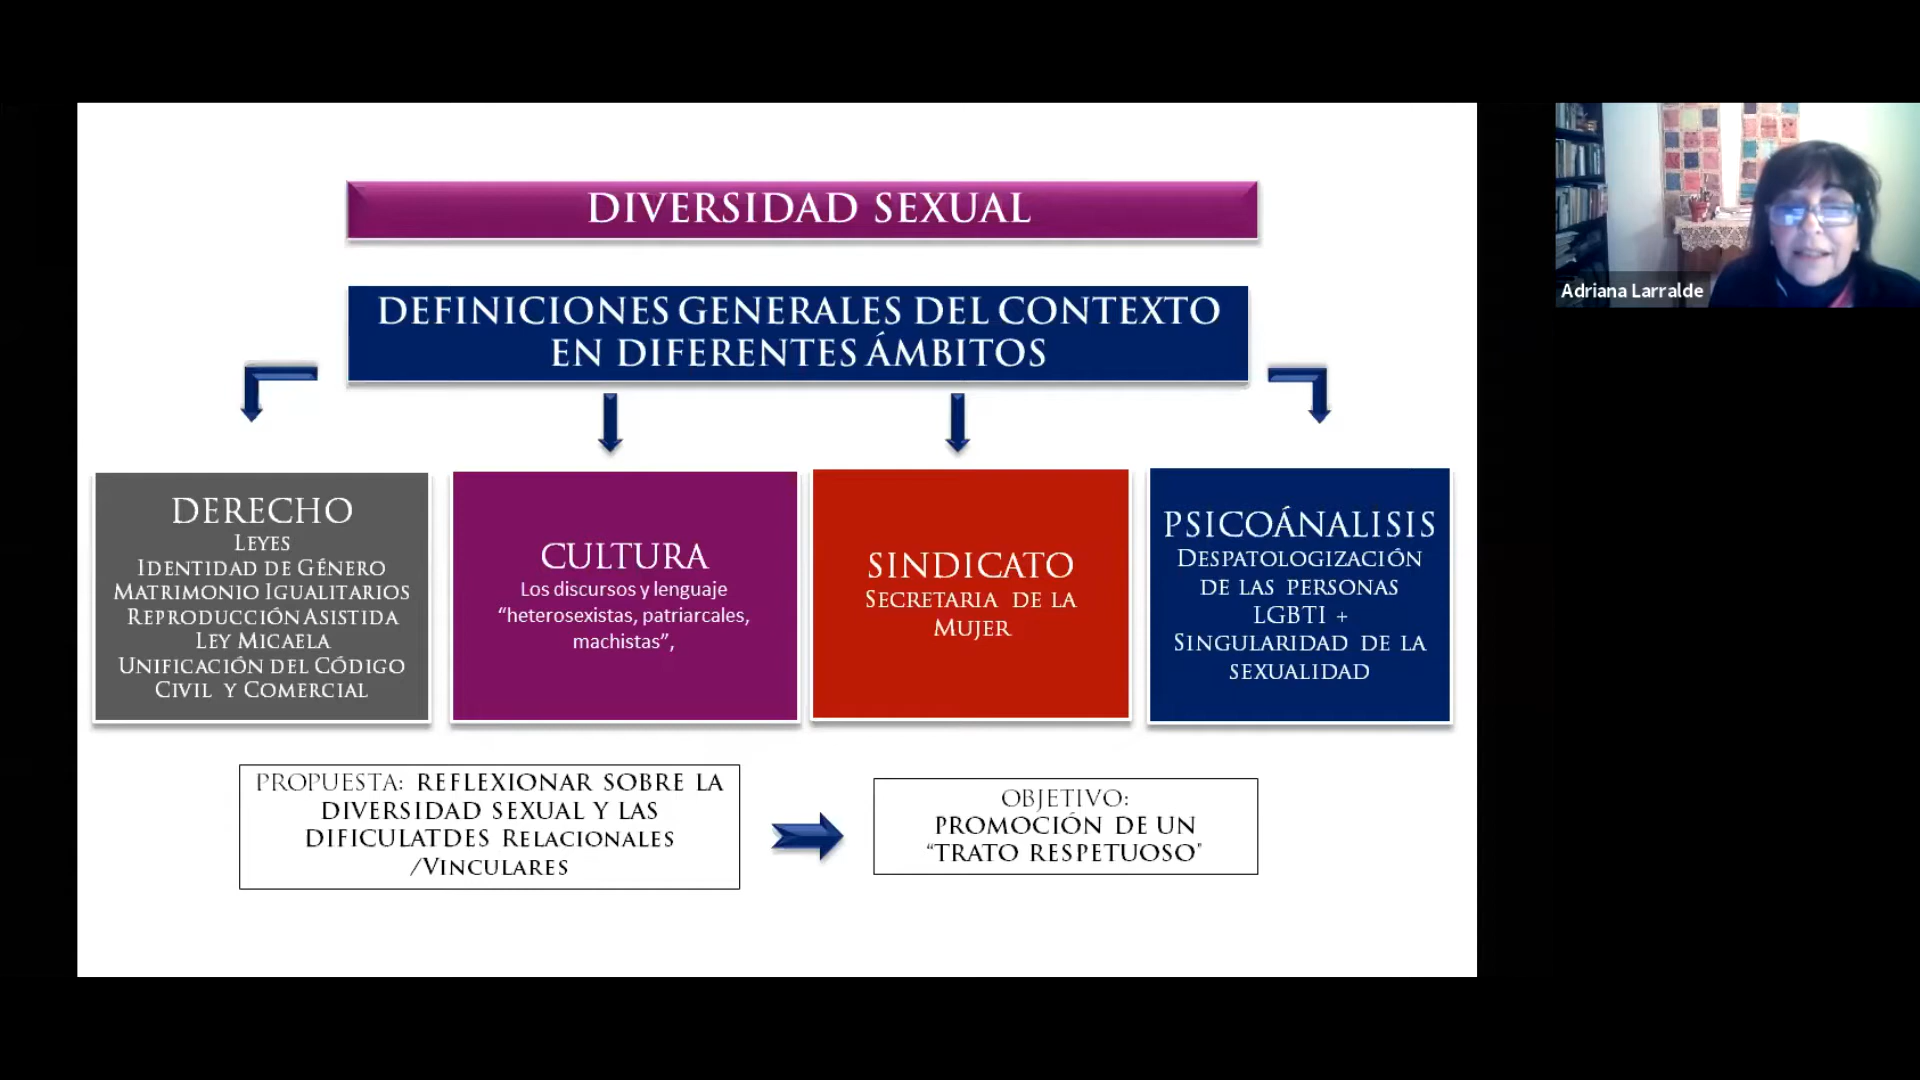 DIVERSIDAD SEXUAL
DEFINICIONES GENERALES DEL CONTEXTO
EN DIFERENTES ÁMBITOS
DERECHO
LEYES
IDENTIDAD DE GÉNERO
MATRIMONIO IGUALITARIOS
REPRODUCCIÓN ASISTIDA
LEY MICAELA
UNIFICACIÓN DEL CÓDIGO
CIVIL Y COMERCIAL
CULTURA
Los discursos y lenguaje
“heterosexistas, patriarcales,
machistas”,
SINDICATO
SECRETARIA DE LA
MUJER
PSICOÁNALISIS
DESPATOLOGIZACIÓN
DE LAS PERSONAS
LGBTI +
SINGULARIDAD DE LA
SEXUALIDAD
PROPUESTA: REFLEXIONAR SOBRE LA
DIVERSIDAD SEXUAL Y LAS
DIFICULATDES RELACIONALES
/VINCULARES
OBJETIVO:
PROMOCIÓN DE UN
“TRATO RESPETUOSO"
Adriana Larralde